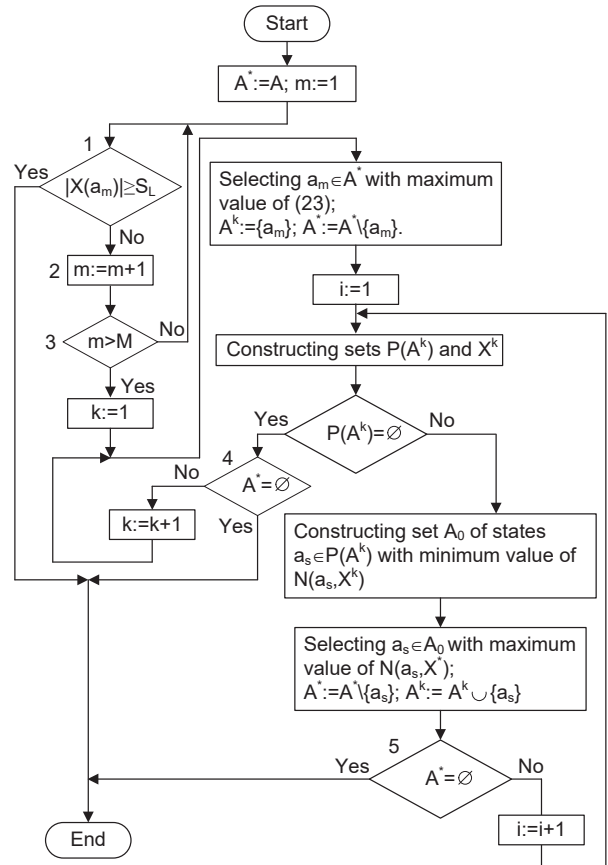 Start
A*:=A; m:=1
1
Yes
|X(aₘ)|≥S_L
No
2
m:=m+1
3
m>M
No
Yes
k:=1
Selecting aₘ∈A* with maximum
value of (23);
Aᵏ:={aₘ}; A*:=A*\{aₘ}.
i:=1
Constructing sets P(Aᵏ) and Xᵏ
Yes
P(Aᵏ)=∅
No
4
No
A*=∅
Yes
k:=k+1
Constructing set A₀ of states
aₛ∈P(Aᵏ) with minimum value of
N(aₛ,Xᵏ)
Selecting aₛ∈A₀ with maximum
value of N(aₛ,X*);
A*:=A*\{aₛ}; Aᵏ:= Aᵏ∪{aₛ}
5
Yes
A*=∅
No
i:=i+1
End